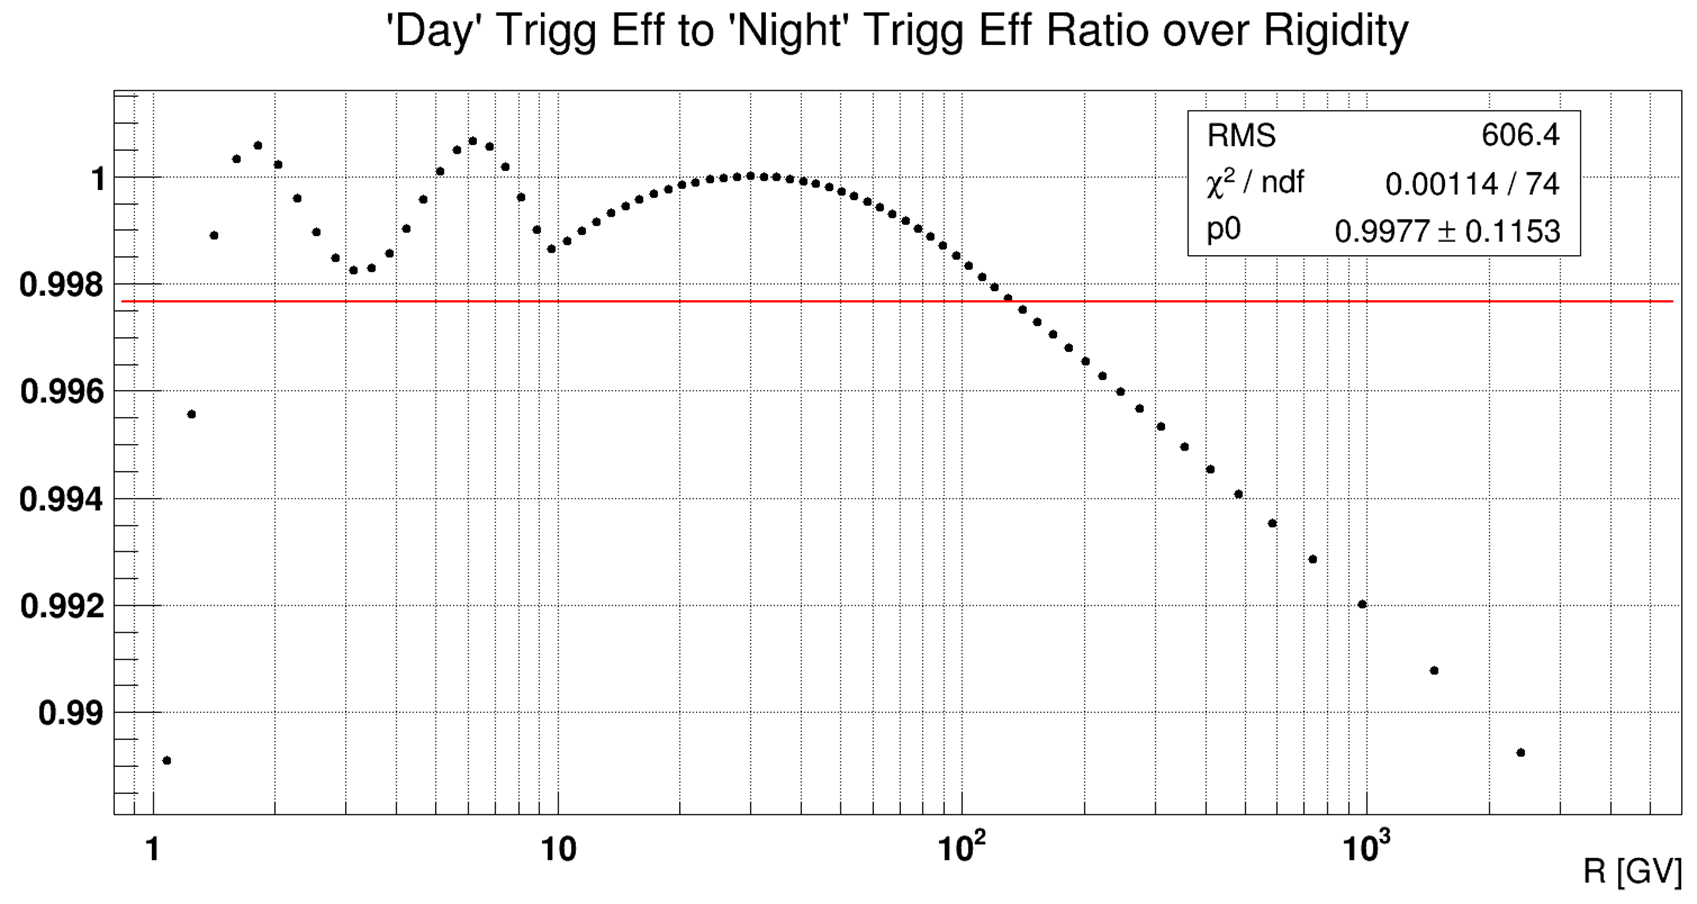 'Day' Trigg Eff to 'Night' Trigg Eff Ratio over Rigidity
RMS 606.4
χ² / ndf 0.00114 / 74
p0 0.9977 ± 0.1153
1
0.998
0.996
0.994
0.992
0.99
1 10 10² 10³
R [GV]